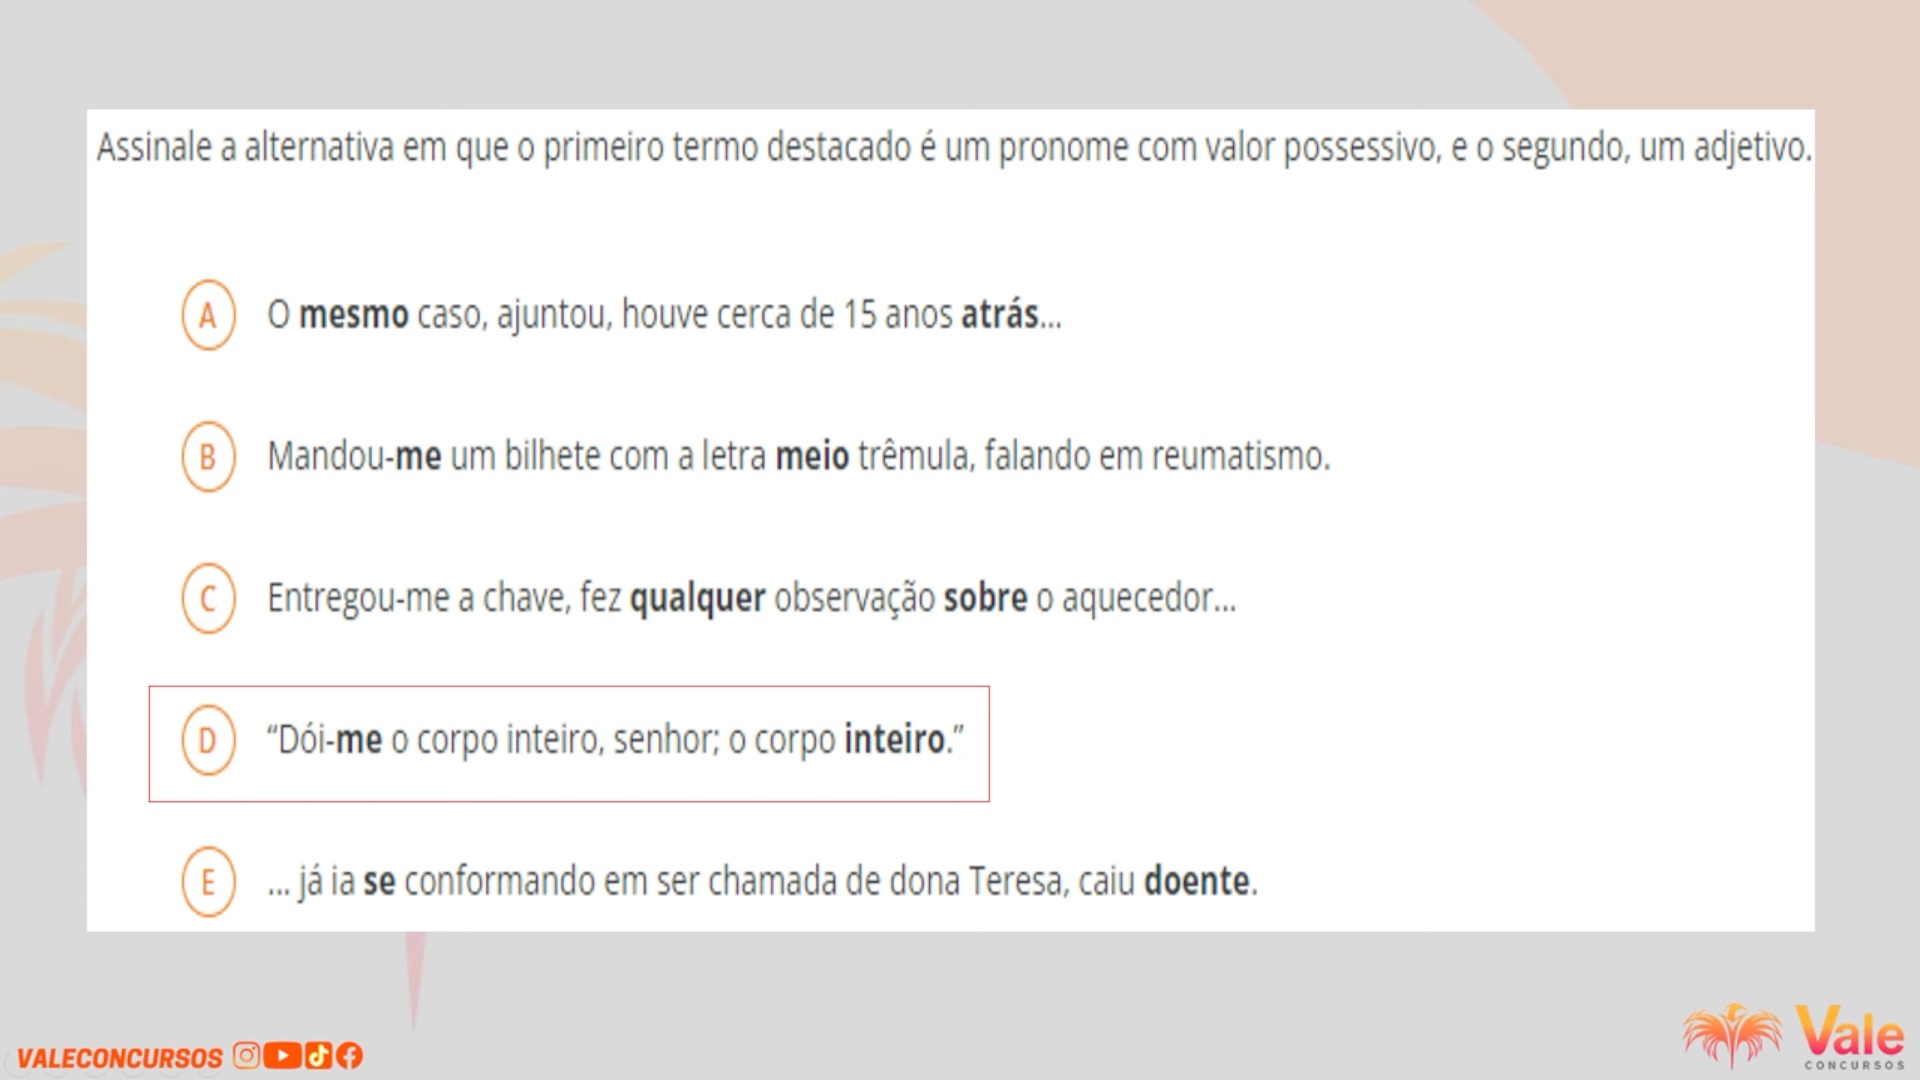 Assinale a alternativa em que o primeiro termo destacado é um pronome com valor possessivo, e o segundo, um adjetivo.
A O mesmo caso, ajuntou, houve cerca de 15 anos atrás...
B Mandou-me um bilhete com a letra meio trêmula, falando em reumatismo.
C Entregou-me a chave, fez qualquer observação sobre o aquecedor...
D “Dói-me o corpo inteiro, senhor; o corpo inteiro.”
E ... já ia se conformando em ser chamada de dona Teresa, caiu doente.
VALECONCURSOS
Vale
CONCURSOS